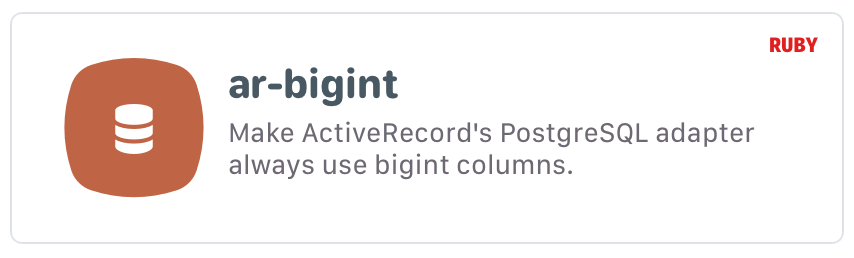 RUBY
ar-bigint
Make ActiveRecord's PostgreSQL adapter
always use bigint columns.